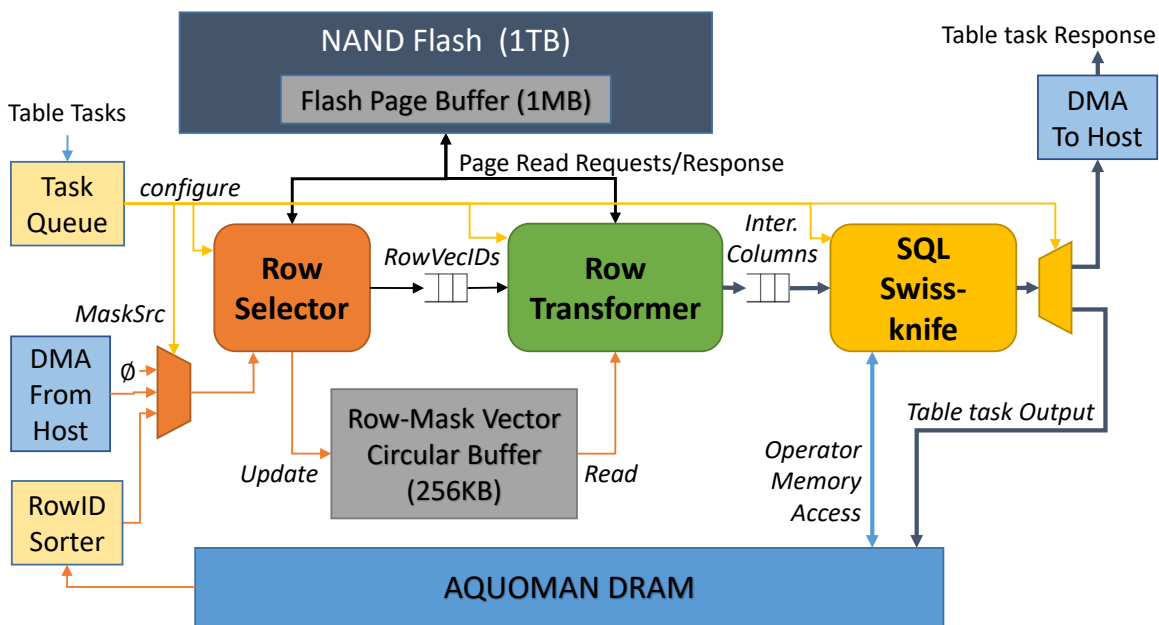 NAND Flash (1TB)
Flash Page Buffer (1MB)
Table task Response
DMA
To Host
Table Tasks
Task
Queue
configure
Page Read Requests/Response
Row
Selector
RowVecIDs
Row
Transformer
Inter.
Columns
SQL
Swiss-
knife
MaskSrc
∅
DMA
From
Host
Row-Mask Vector
Circular Buffer
(256KB)
Update
Read
Table task Output
Operator
Memory
Access
RowID
Sorter
AQUOMAN DRAM